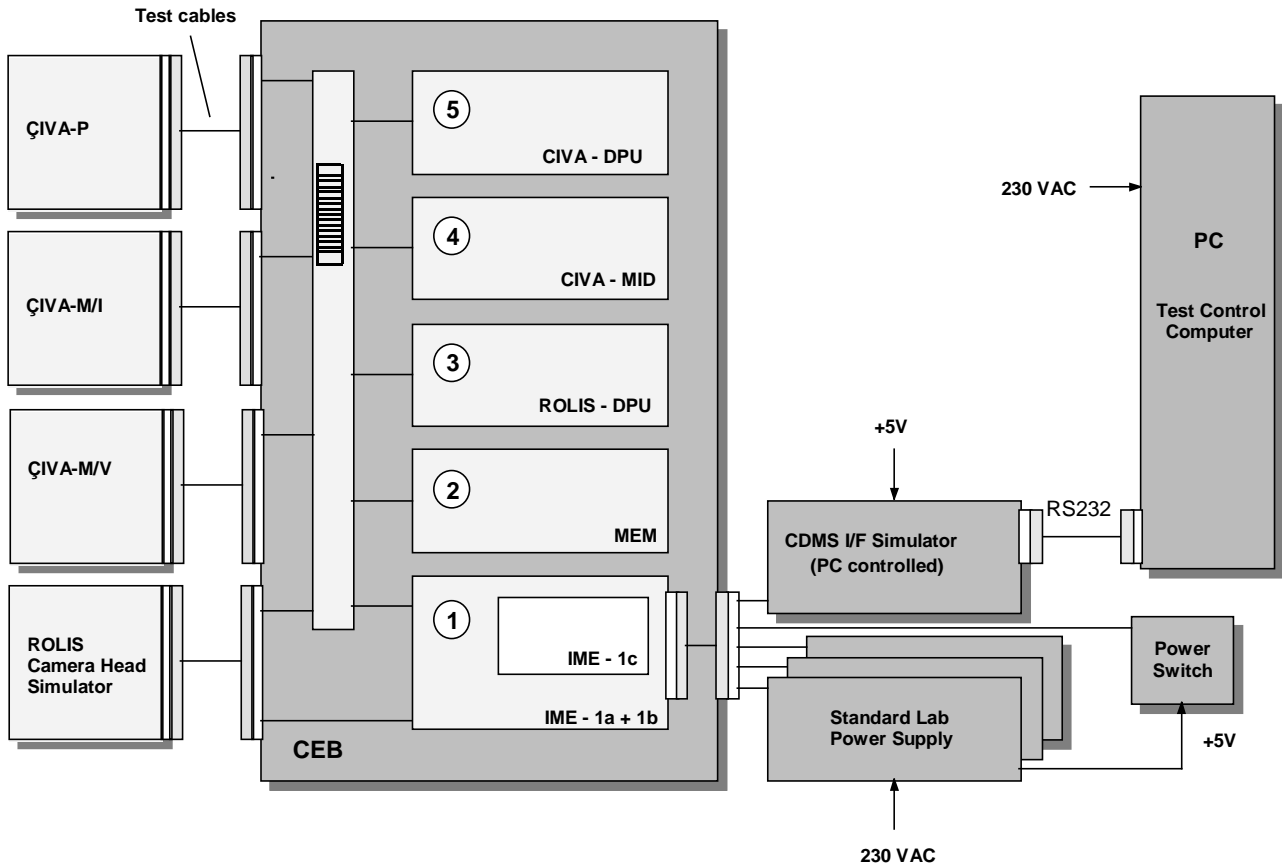 Test cables
ÇIVA-P
5
CIVA - DPU
230 VAC
PC
4
ÇIVA-M/I
CIVA - MID
Test Control
Computer
3
ROLIS - DPU
+5V
ÇIVA-M/V
2
RS232
MEM
CDMS I/F Simulator
(PC controlled)
1
ROLIS
Camera Head
Simulator
IME - 1c
Power
Switch
IME - 1a + 1b
Standard Lab
Power Supply
CEB
+5V
230 VAC